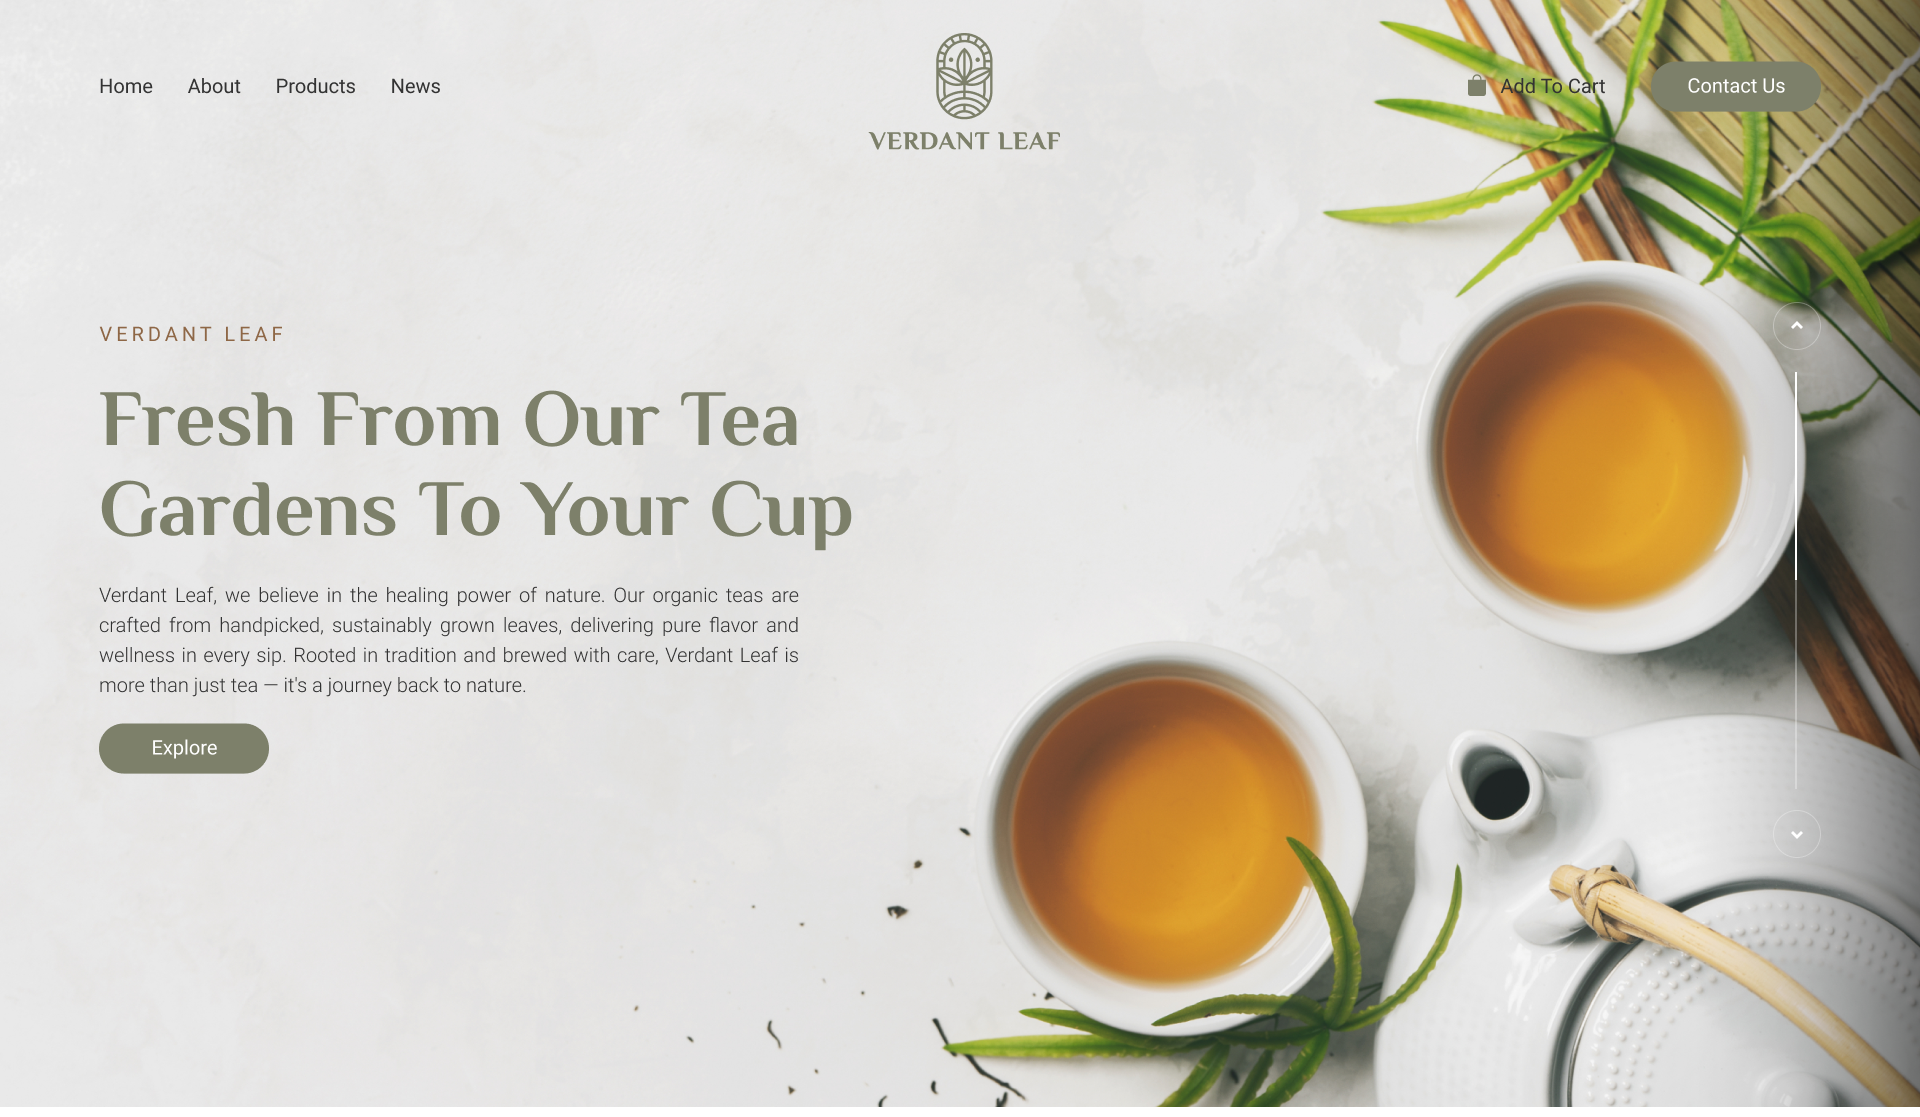 Home About Products News
VERDANT LEAF
Add To Cart
Contact Us
VERDANT LEAF
Fresh From Our Tea
Gardens To Your Cup
Verdant Leaf, we believe in the healing power of nature. Our organic teas are
crafted from handpicked, sustainably grown leaves, delivering pure flavor and
wellness in every sip. Rooted in tradition and brewed with care, Verdant Leaf is
more than just tea — it's a journey back to nature.
Explore